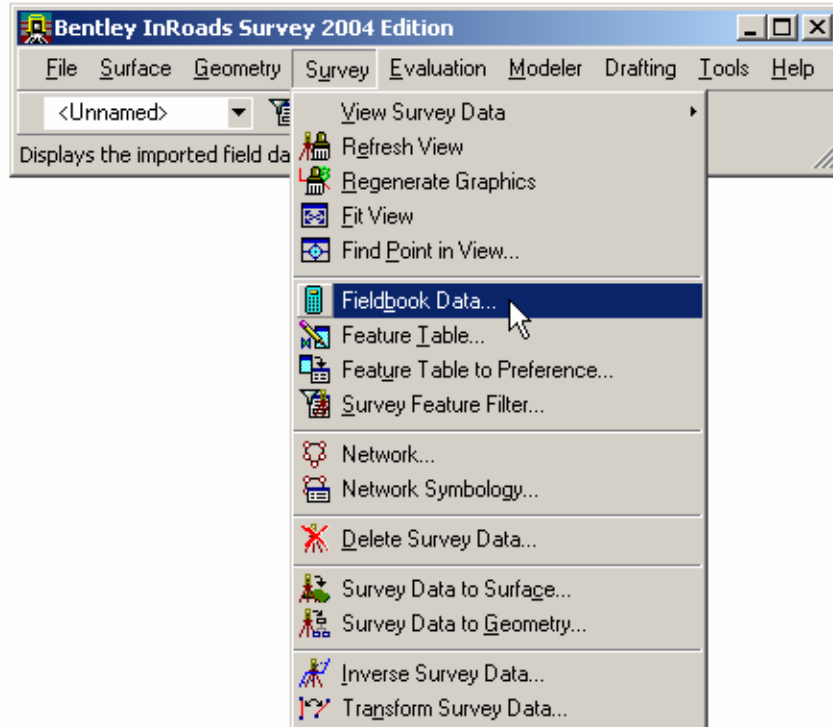 Bentley InRoads Survey 2004 Edition
File Surface Geometry Survey Evaluation Modeler Drafting Tools Help
<Unnamed>
Displays the imported field da
View Survey Data
Refresh View
Regenerate Graphics
Fit View
Find Point in View...
Fieldbook Data...
Feature Table...
Feature Table to Preference...
Survey Feature Filter...
Network...
Network Symbology...
Delete Survey Data...
Survey Data to Surface...
Survey Data to Geometry...
Inverse Survey Data...
Transform Survey Data...